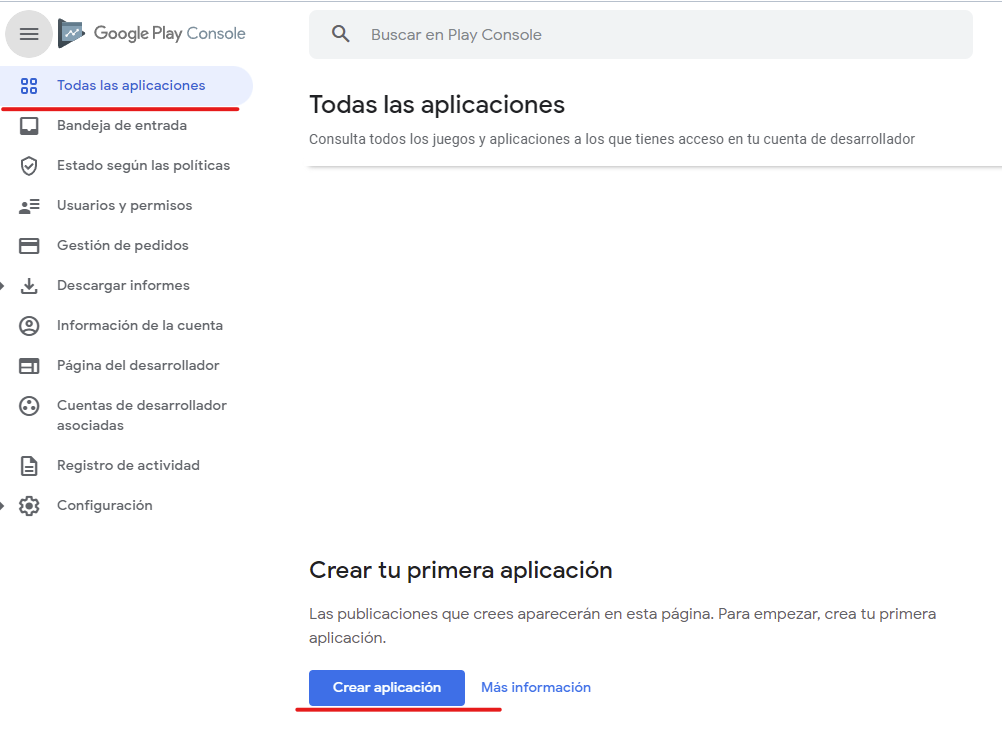 Google Play Console
Buscar en Play Console
Todas las aplicaciones
Bandeja de entrada
Estado según las políticas
Usuarios y permisos
Gestión de pedidos
Descargar informes
Información de la cuenta
Página del desarrollador
Cuentas de desarrollador
asociadas
Registro de actividad
Configuración
Todas las aplicaciones
Consulta todos los juegos y aplicaciones a los que tienes acceso en tu cuenta de desarrollador
Crear tu primera aplicación
Las publicaciones que crees aparecerán en esta página. Para empezar, crea tu primera
aplicación.
Crear aplicación
Más información